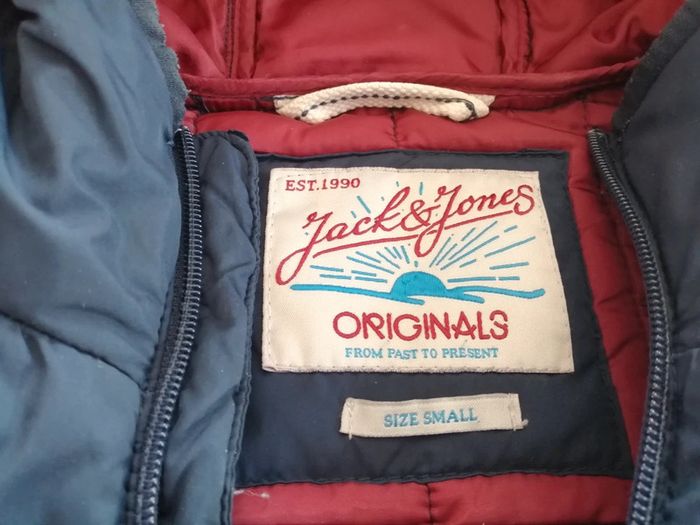 EST.1990
Jack&Jones
ORIGINALS
FROM PAST TO PRESENT
SIZE SMALL